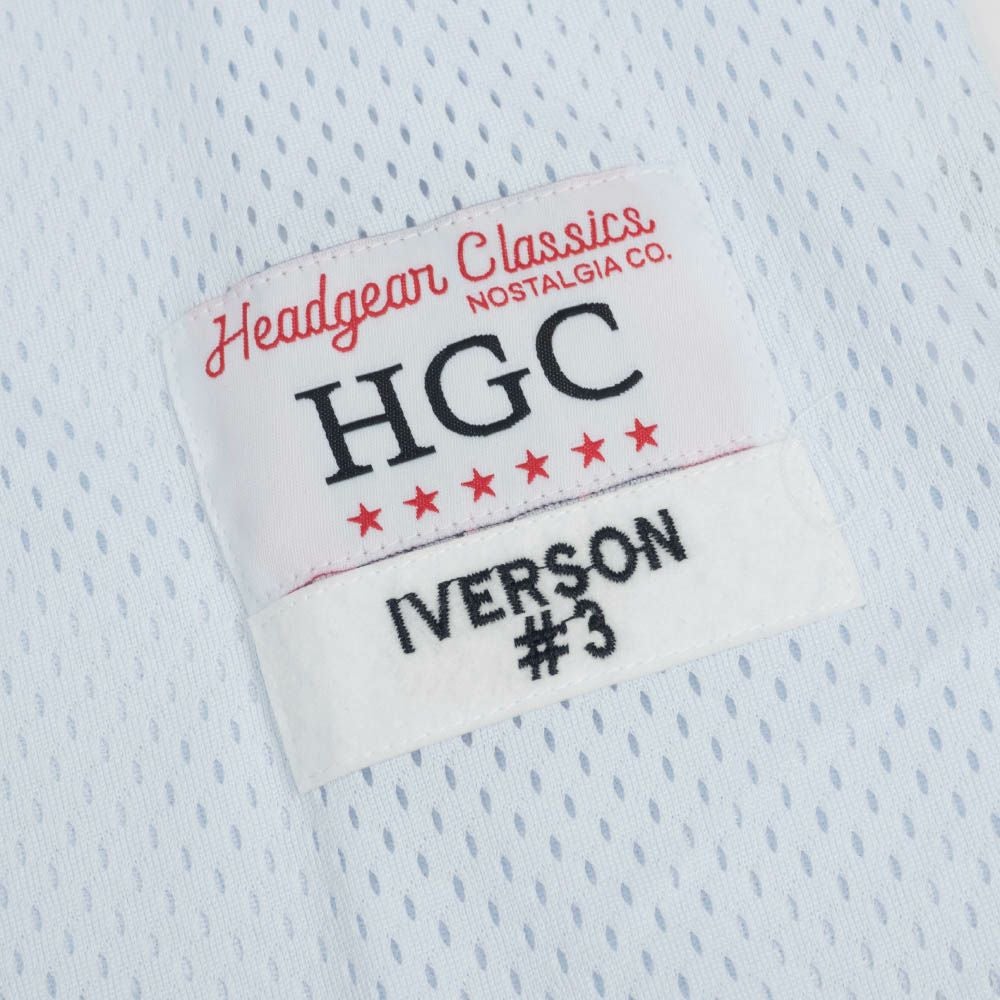 Headgear Classics
NOSTALGIA CO.
HGC
IVERSON
#3